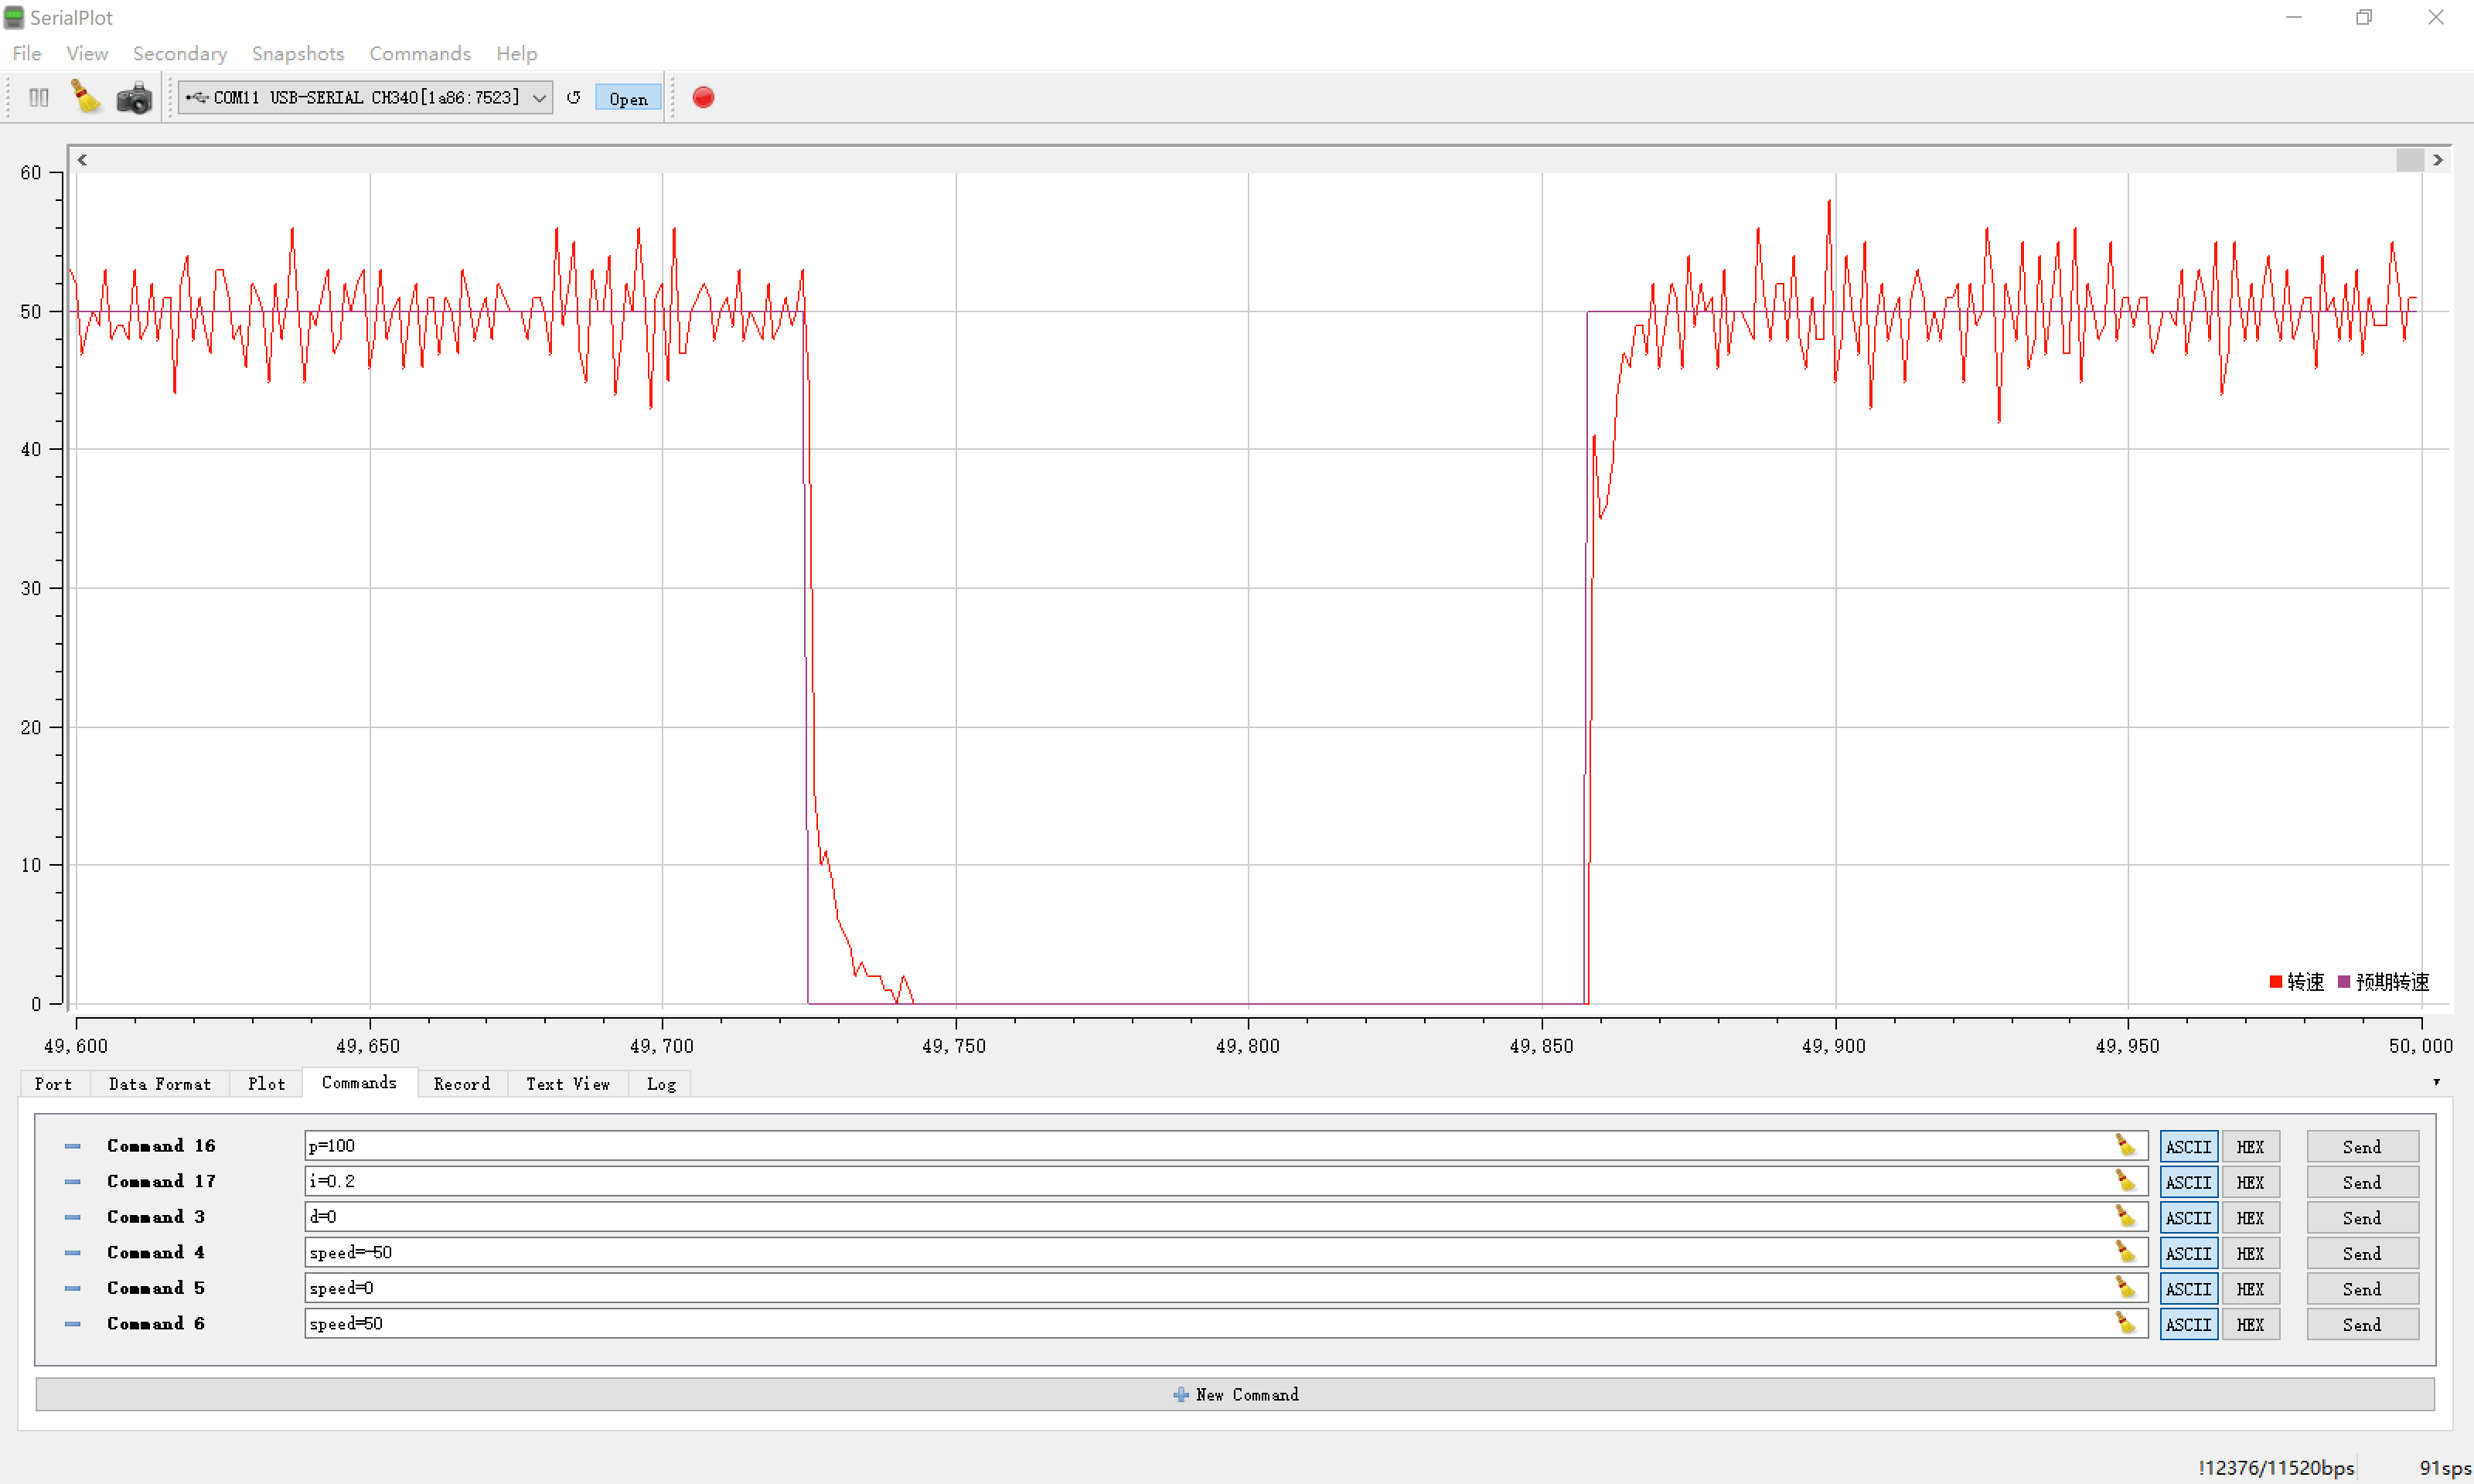 SerialPlot
File View Secondary Snapshots Commands Help
COM11 USB-SERIAL CH340[1a86:7523] Open
60
50
40
30
20
10
0
转速 预期转速
49,600 49,650 49,700 49,750 49,800 49,850 49,900 49,950 50,000
Port Data Format Plot Commands Record Text View Log
Command 16 p=100 ASCII HEX Send
Command 17 i=0.2 ASCII HEX Send
Command 3 d=0 ASCII HEX Send
Command 4 speed=-50 ASCII HEX Send
Command 5 speed=0 ASCII HEX Send
Command 6 speed=50 ASCII HEX Send
New Command
!12376/11520bps 91sps